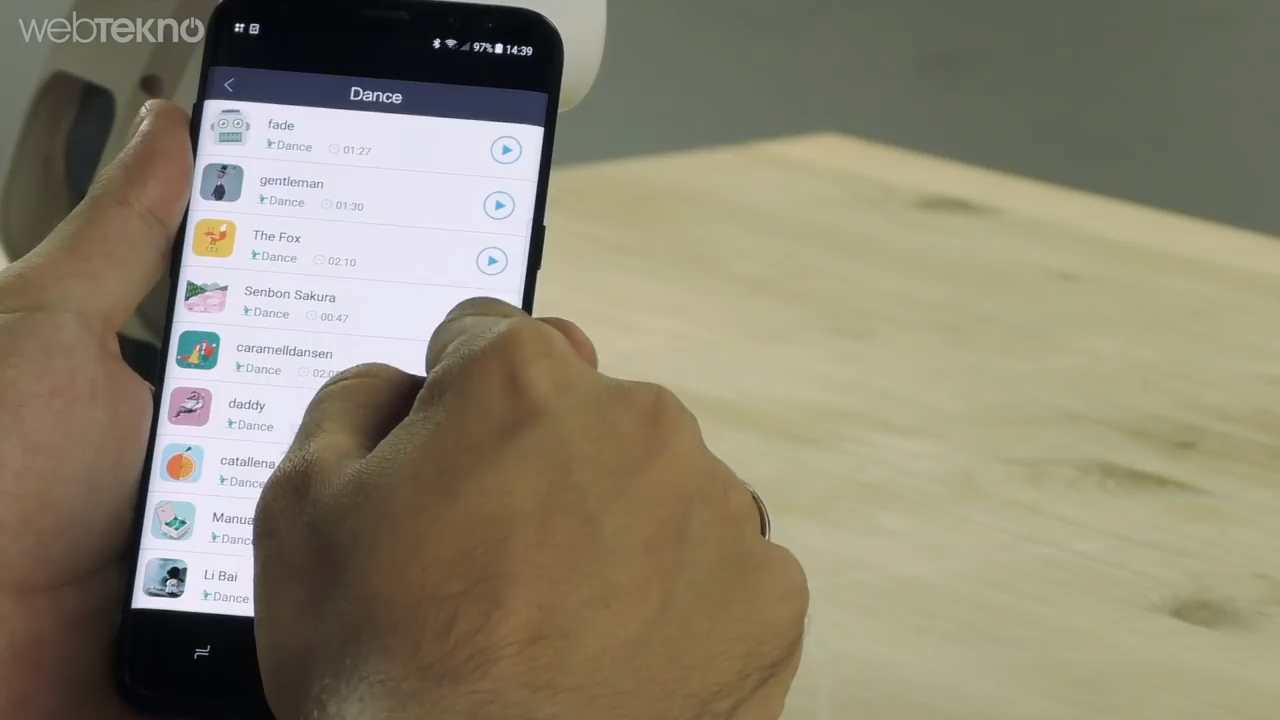 webtekno
97% 14:39
Dance
fade
Dance 01:27
gentleman
Dance 01:30
The Fox
Dance 02:10
Senbon Sakura
Dance 00:47
caramelldansen
Dance
daddy
Dance
catallena
Dance
Dance
Li Bai
Dance